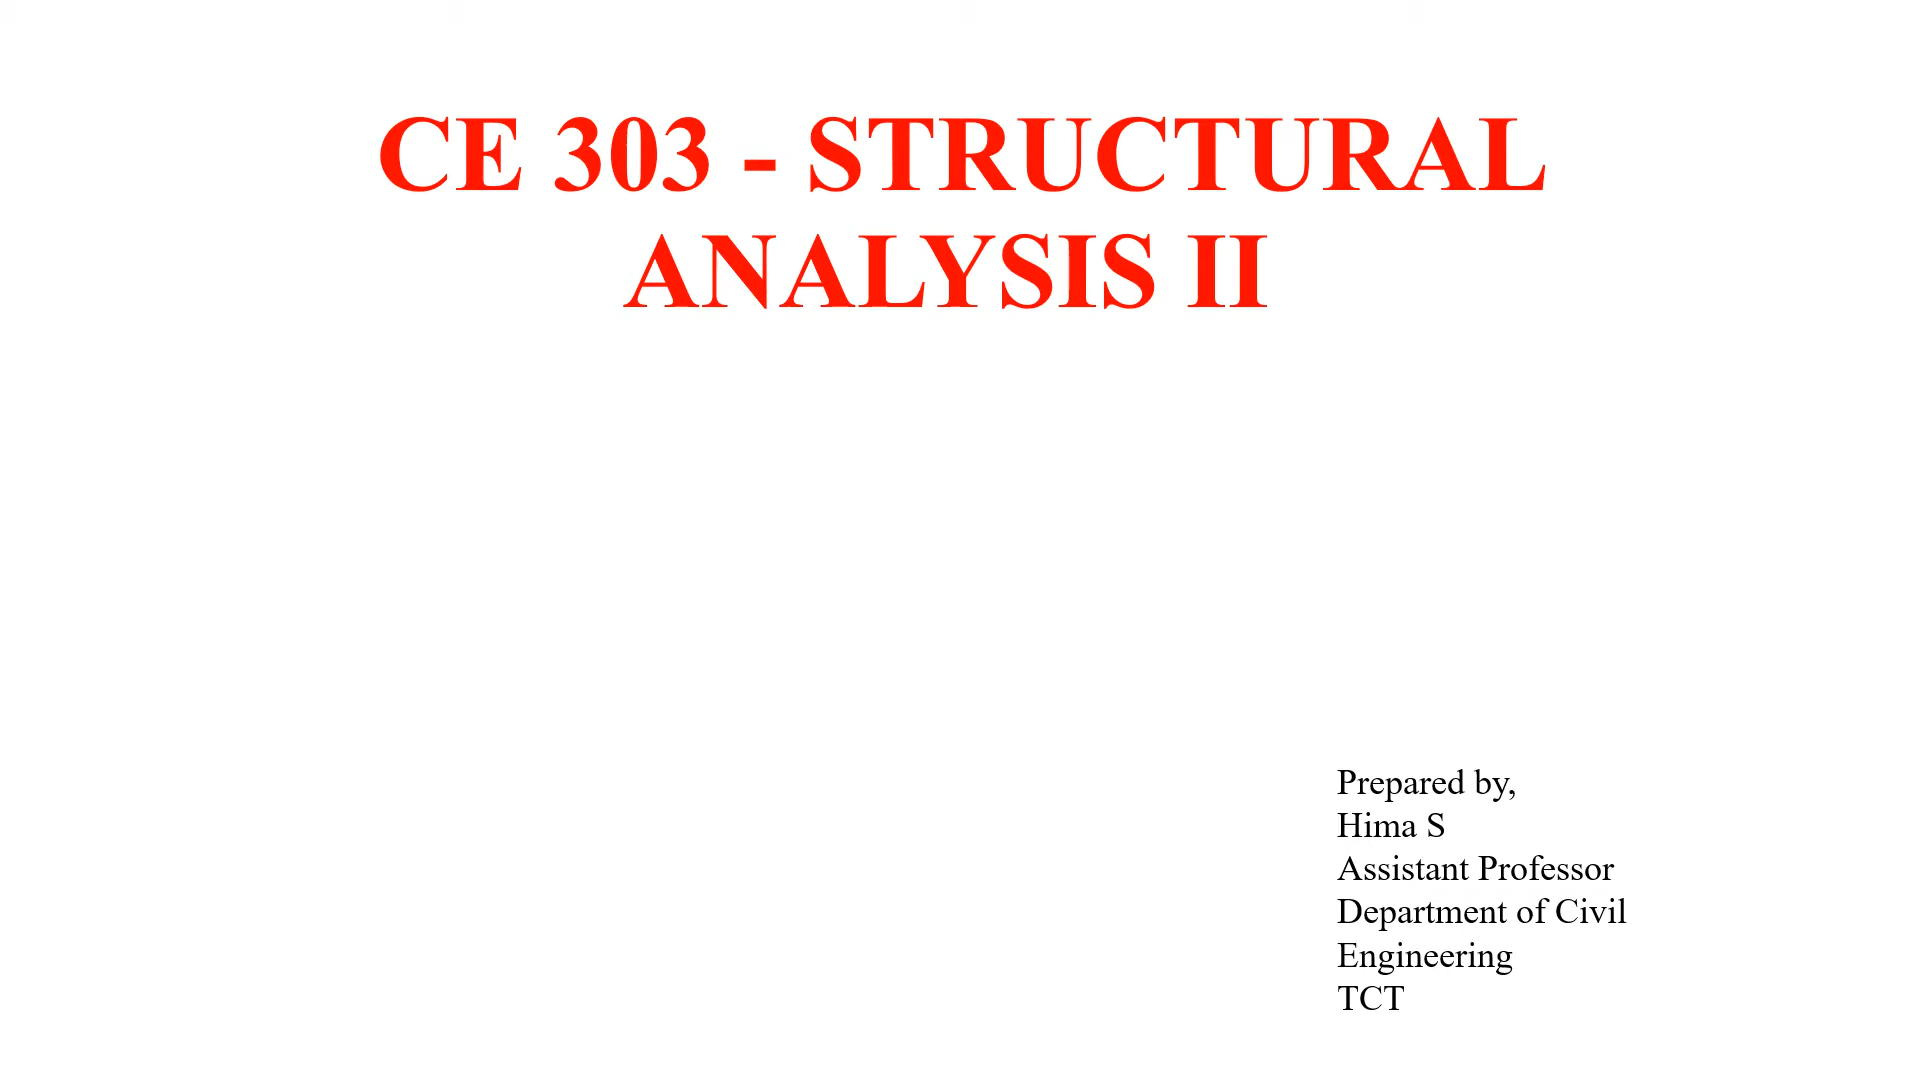 CE 303 - STRUCTURAL
ANALYSIS II
Prepared by,
Hima S
Assistant Professor
Department of Civil
Engineering
TCT